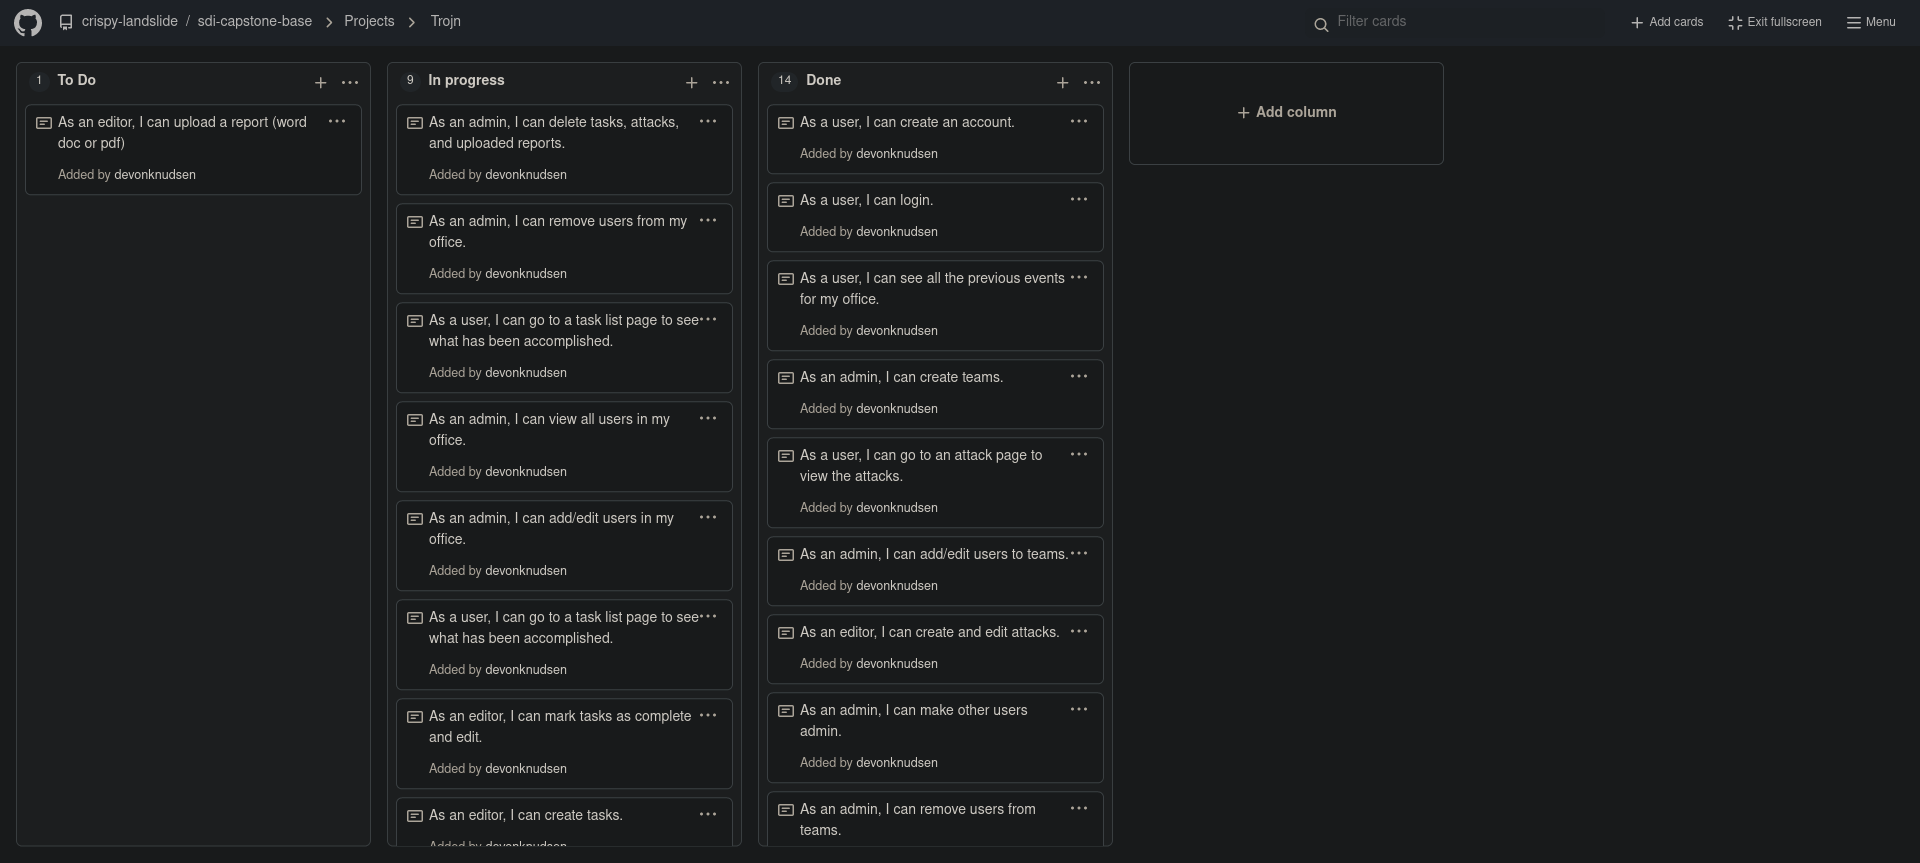 crispy-landslide / sdi-capstone-base > Projects > Trojn
Filter cards
+ Add cards
Exit fullscreen
Menu
1 To Do
As an editor, I can upload a report (word
doc or pdf)
Added by devonknudsen
9 In progress
As an admin, I can delete tasks, attacks,
and uploaded reports.
Added by devonknudsen
As an admin, I can remove users from my
office.
Added by devonknudsen
As a user, I can go to a task list page to see
what has been accomplished.
Added by devonknudsen
As an admin, I can view all users in my
office.
Added by devonknudsen
As an admin, I can add/edit users in my
office.
Added by devonknudsen
As a user, I can go to a task list page to see
what has been accomplished.
Added by devonknudsen
As an editor, I can mark tasks as complete
and edit.
Added by devonknudsen
As an editor, I can create tasks.
Added by devonknudsen
14 Done
As a user, I can create an account.
Added by devonknudsen
As a user, I can login.
Added by devonknudsen
As a user, I can see all the previous events
for my office.
Added by devonknudsen
As an admin, I can create teams.
Added by devonknudsen
As a user, I can go to an attack page to
view the attacks.
Added by devonknudsen
As an admin, I can add/edit users to teams.
Added by devonknudsen
As an editor, I can create and edit attacks.
Added by devonknudsen
As an admin, I can make other users
admin.
Added by devonknudsen
As an admin, I can remove users from
teams.
+ Add column